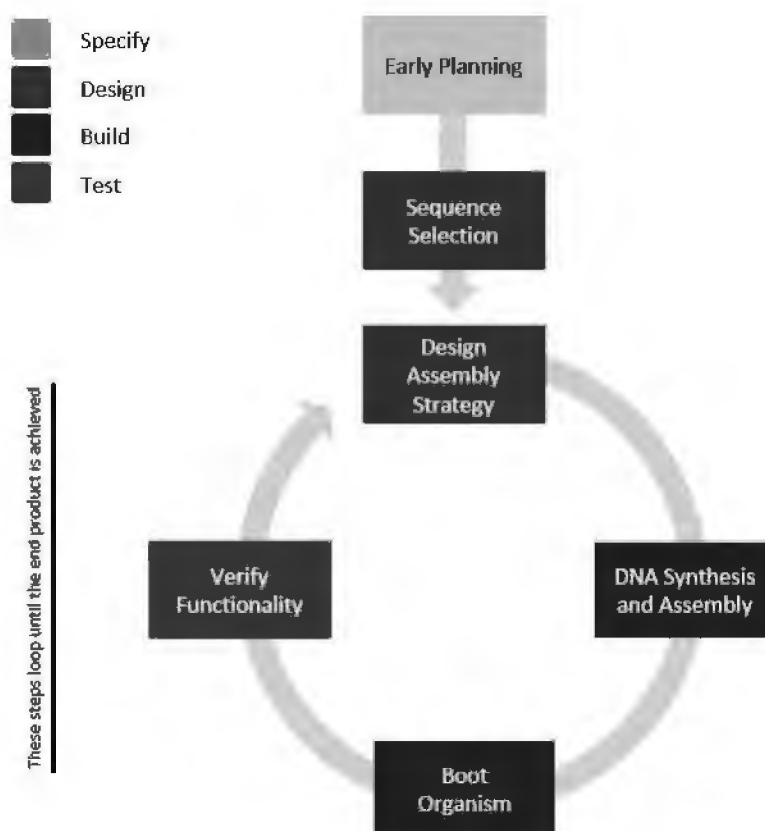 Specify
Design
Build
Test
Early Planning
Sequence
Selection
Design
Assembly
Strategy
These steps loop until the end product is achieved
Verify
Functionality
DNA Synthesis
and Assembly
Boot
Organism